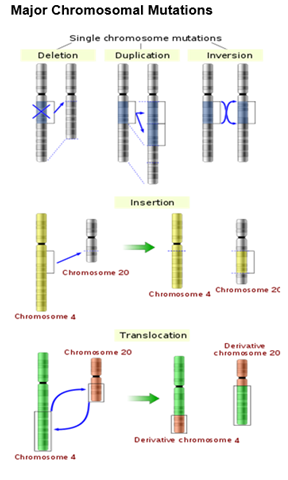 Major Chromosomal Mutations
Single chromosome mutations
Deletion
Duplication
Inversion
Insertion
Chromosome 20
Chromosome 20
Chromosome 4
Chromosome 4
Translocation
Chromosome 20
Derivative
chromosome 20
Chromosome 4
Derivative chromosome 4